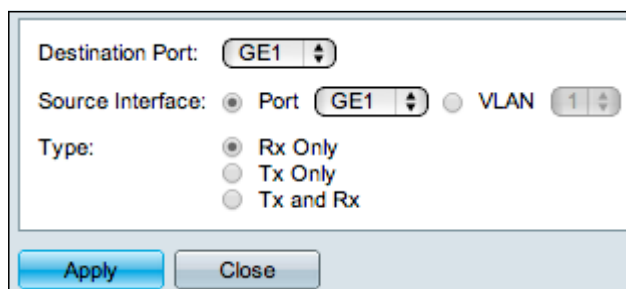 Destination Port: GE1
Source Interface: Port GE1 VLAN 1
Type: Rx Only
Tx Only
Tx and Rx
Apply Close